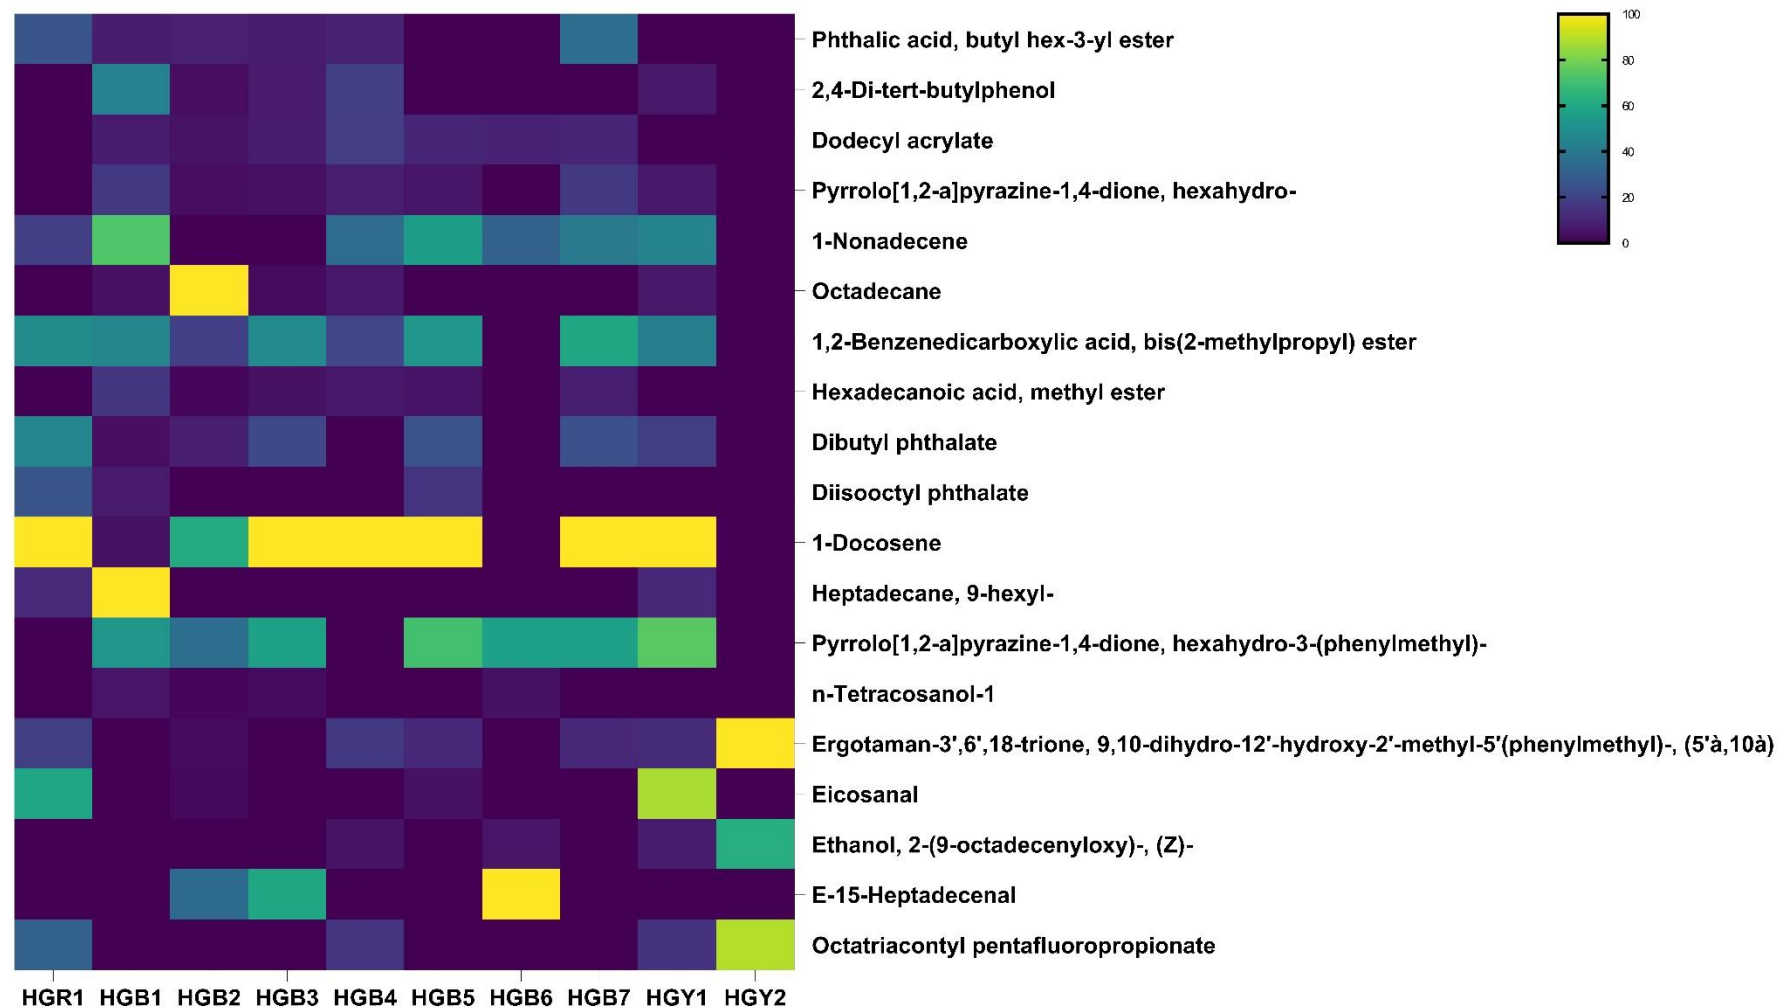 Phthalic acid, butyl hex-3-yl ester
2,4-Di-tert-butylphenol
Dodecyl acrylate
Pyrrolo[1,2-a]pyrazine-1,4-dione, hexahydro-
1-Nonadecene
Octadecane
1,2-Benzenedicarboxylic acid, bis(2-methylpropyl) ester
Hexadecanoic acid, methyl ester
Dibutyl phthalate
Diisooctyl phthalate
1-Docosene
Heptadecane, 9-hexyl-
Pyrrolo[1,2-a]pyrazine-1,4-dione, hexahydro-3-(phenylmethyl)-
n-Tetracosanol-1
Ergotaman-3',6',18-trione, 9,10-dihydro-12'-hydroxy-2'-methyl-5'(phenylmethyl)-, (5'à,10à)
Eicosanal
Ethanol, 2-(9-octadecenyloxy)-, (Z)-
E-15-Heptadecenal
Octatriacontyl pentafluoropropionate
HGR1 HGB1 HGB2 HGB3 HGB4 HGB5 HGB6 HGB7 HGY1 HGY2
100
80
60
40
20
0